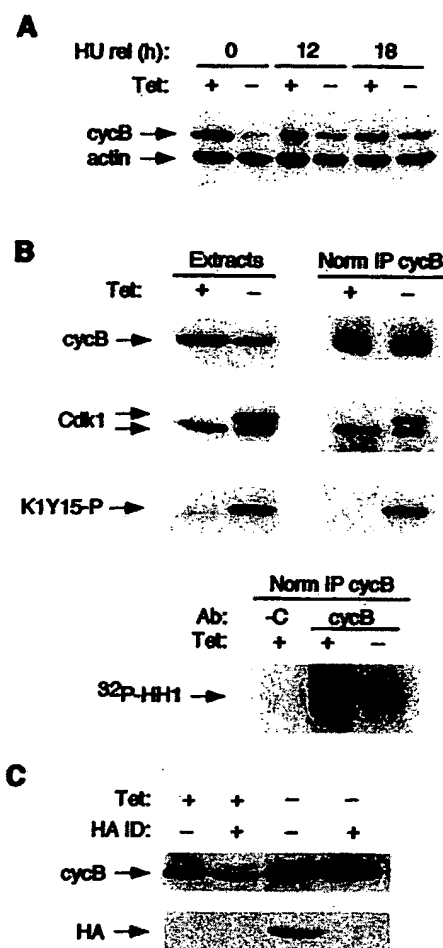 A
HU rel (h): 0 12 18
Tet: + − + − + −
cycB
actin
B
Extracts Norm IP cycB
Tet: + − + −
cycB
Cdk1
K1Y15-P
Norm IP cycB
Ab: -C cycB
Tet: + + −
32P-HH1
C
Tet: + + − −
HA ID: − + − +
cycB
HA